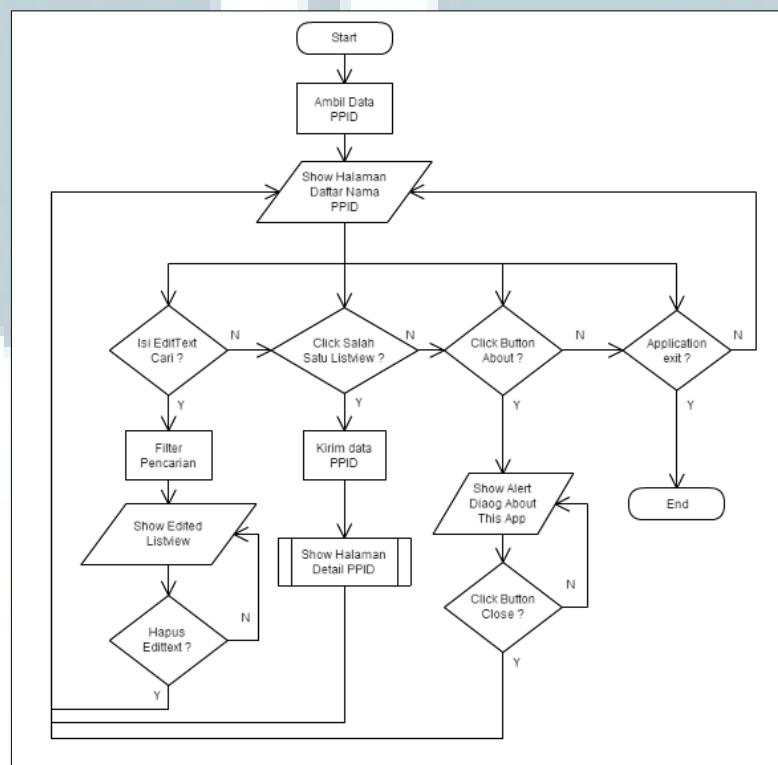 Start
Ambil Data
PPID
Show Halaman
Daftar Nama
PPID
Isi EditText
Cari ?
N
Click Salah
Satu Listview ?
N
Click Button
About ?
N
Application
exit ?
N
Y
Y
Y
Y
Filter
Pencarian
Kirim data
PPID
Show Alert
Diaog About
This App
End
Show Edited
Listview
Show Halaman
Detail PPID
Hapus
Edittext ?
N
Click Button
Close ?
N
Y
Y